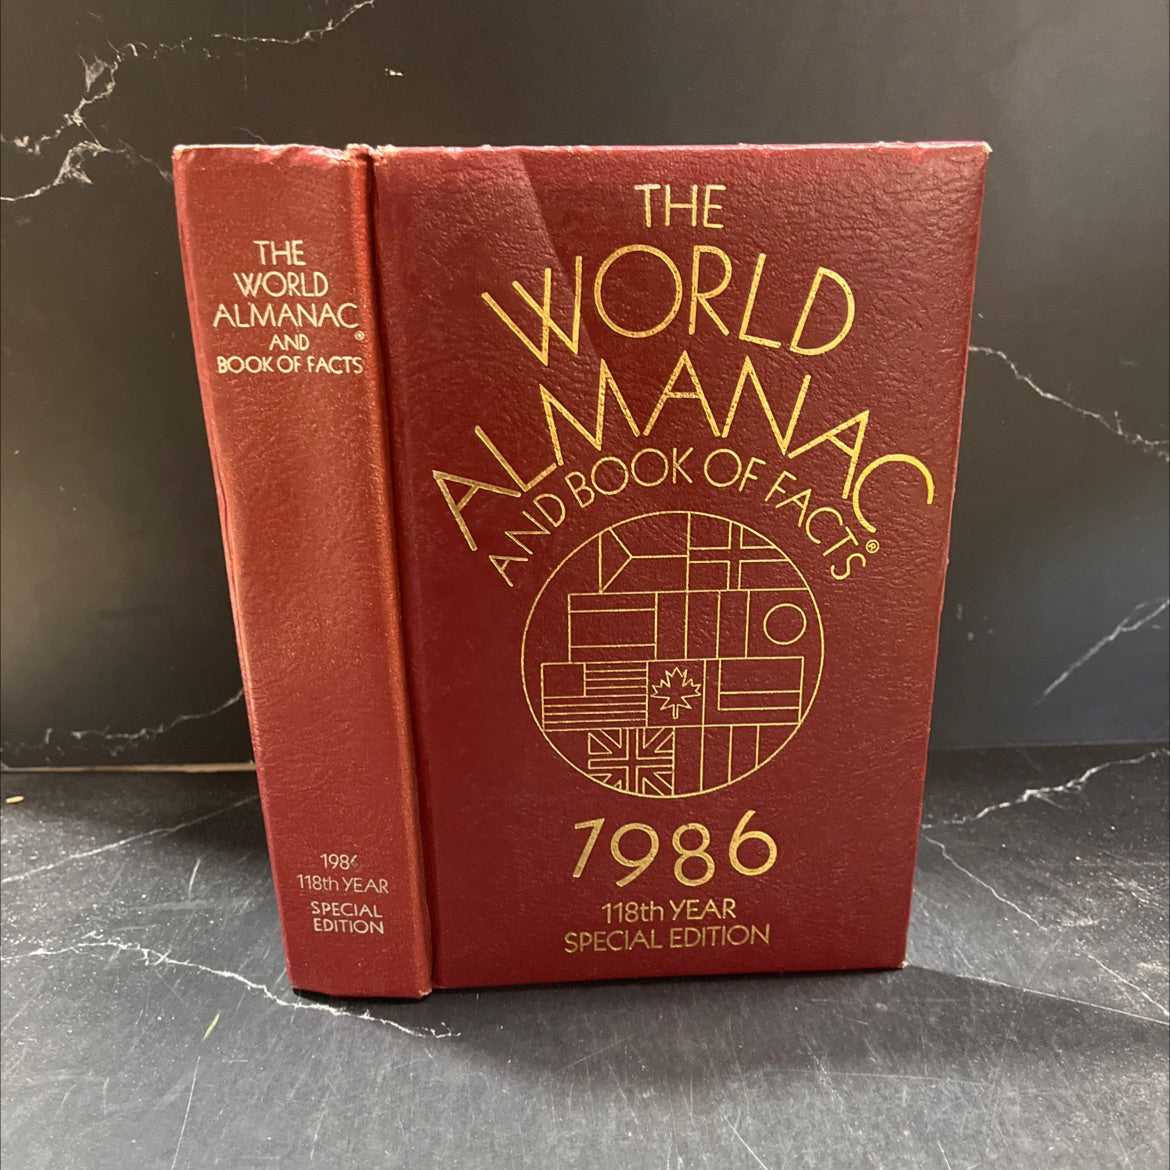 THE
WORLD
ALMANAC®
AND
BOOK OF FACTS
1986
118th YEAR
SPECIAL
EDITION
THE
WORLD
ALMANAC
AND BOOK OF FACTS®
1986
118th YEAR
SPECIAL EDITION